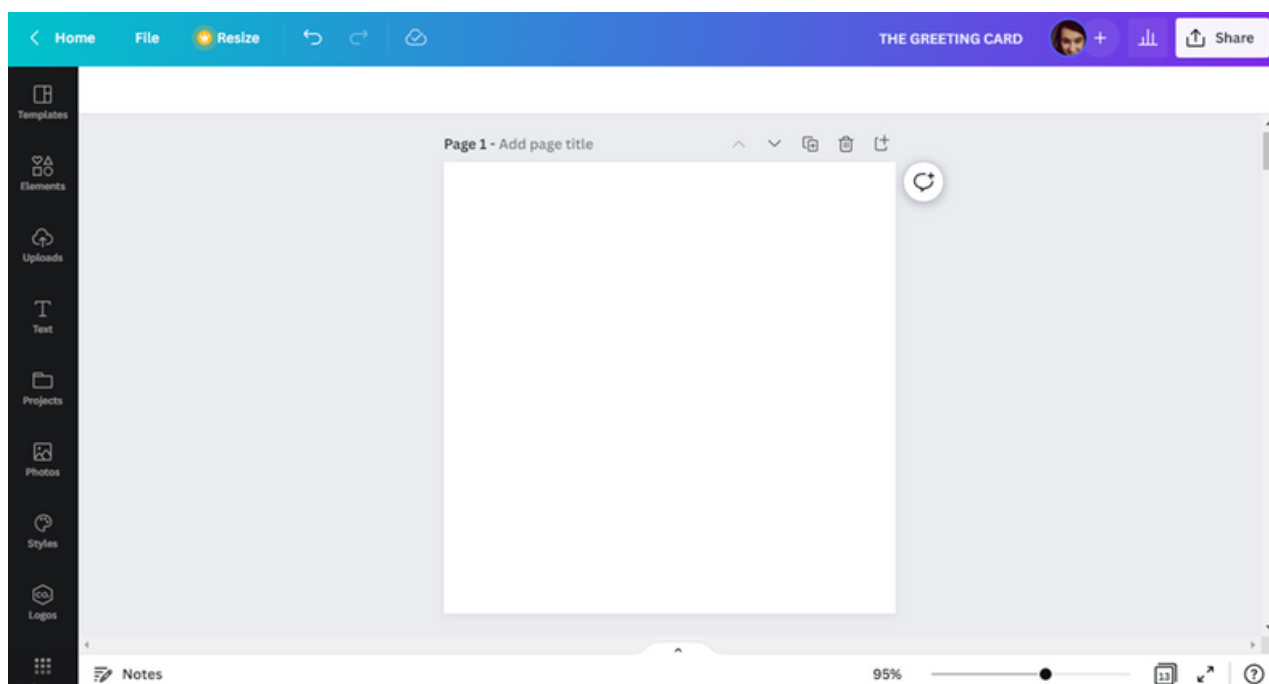 Home File Resize THE GREETING CARD + Share
Templates
Page 1 - Add page title
Elements
Uploads
Text
Projects
Photos
Styles
CO.
Logos
Notes 95% 13 ?